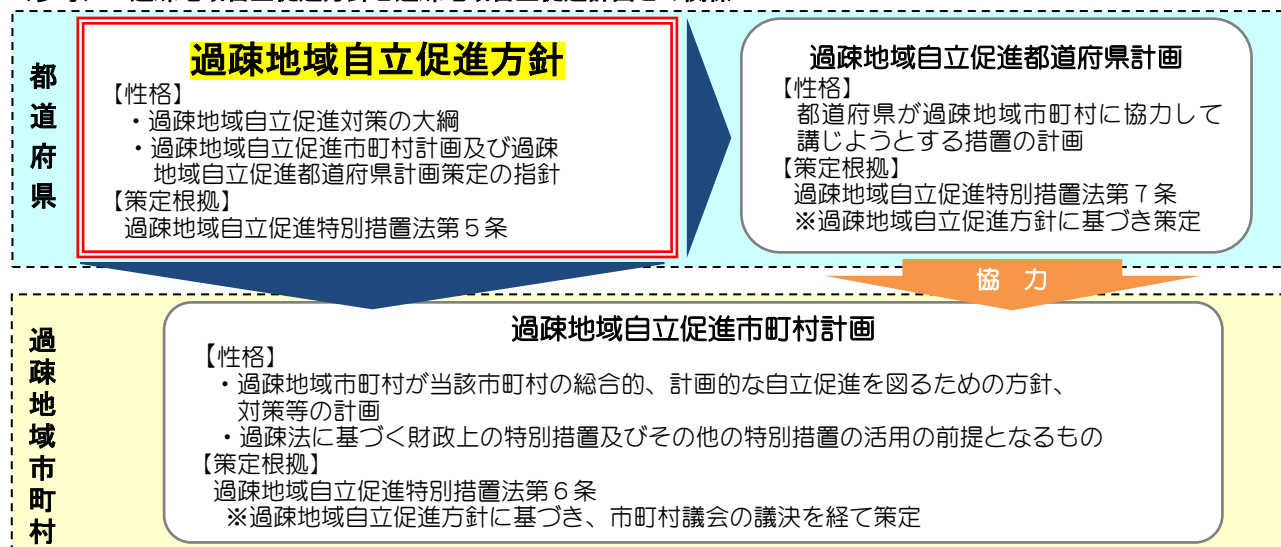 都道府県
過疎地域自立促進方針
【性格】
・過疎地域自立促進対策の大綱
・過疎地域自立促進市町村計画及び過疎
地域自立促進都道府県計画策定の指針
【策定根拠】
過疎地域自立促進特別措置法第５条
過疎地域自立促進都道府県計画
【性格】
都道府県が過疎地域市町村に協力して
講じようとする措置の計画
【策定根拠】
過疎地域自立促進特別措置法第７条
※過疎地域自立促進方針に基づき策定
協 力
過疎地域市町村
過疎地域自立促進市町村計画
【性格】
・過疎地域市町村が当該市町村の総合的、計画的な自立促進を図るための方針、
対策等の計画
・過疎法に基づく財政上の特別措置及びその他の特別措置の活用の前提となるもの
【策定根拠】
過疎地域自立促進特別措置法第６条
※過疎地域自立促進方針に基づき、市町村議会の議決を経て策定